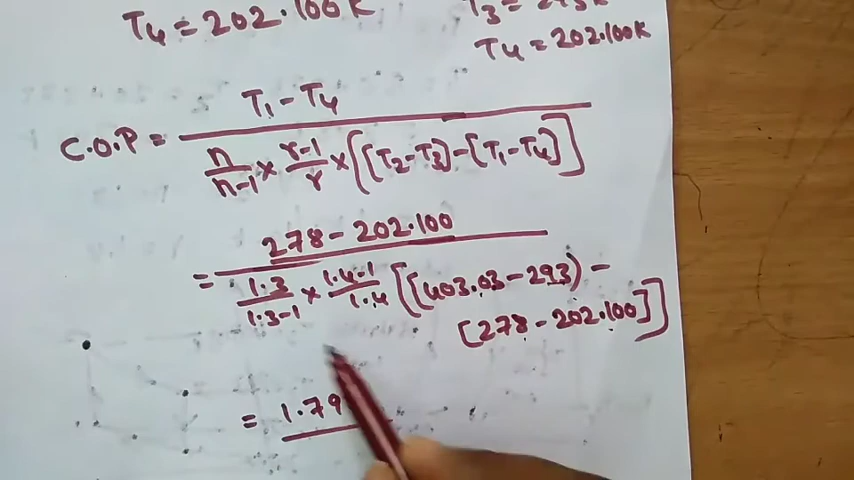 T4 = 202.100K
T4 = 202.100K
C.O.P = T1 - T4 / n/n-1 × r-1/r × ([T2-T3) - [T1-T4]]
= 278 - 202.100 / 1.3/1.3-1 × 1.4-1/1.4 ([403.03 - 293) -
[278 - 202.100]]
= 1.79